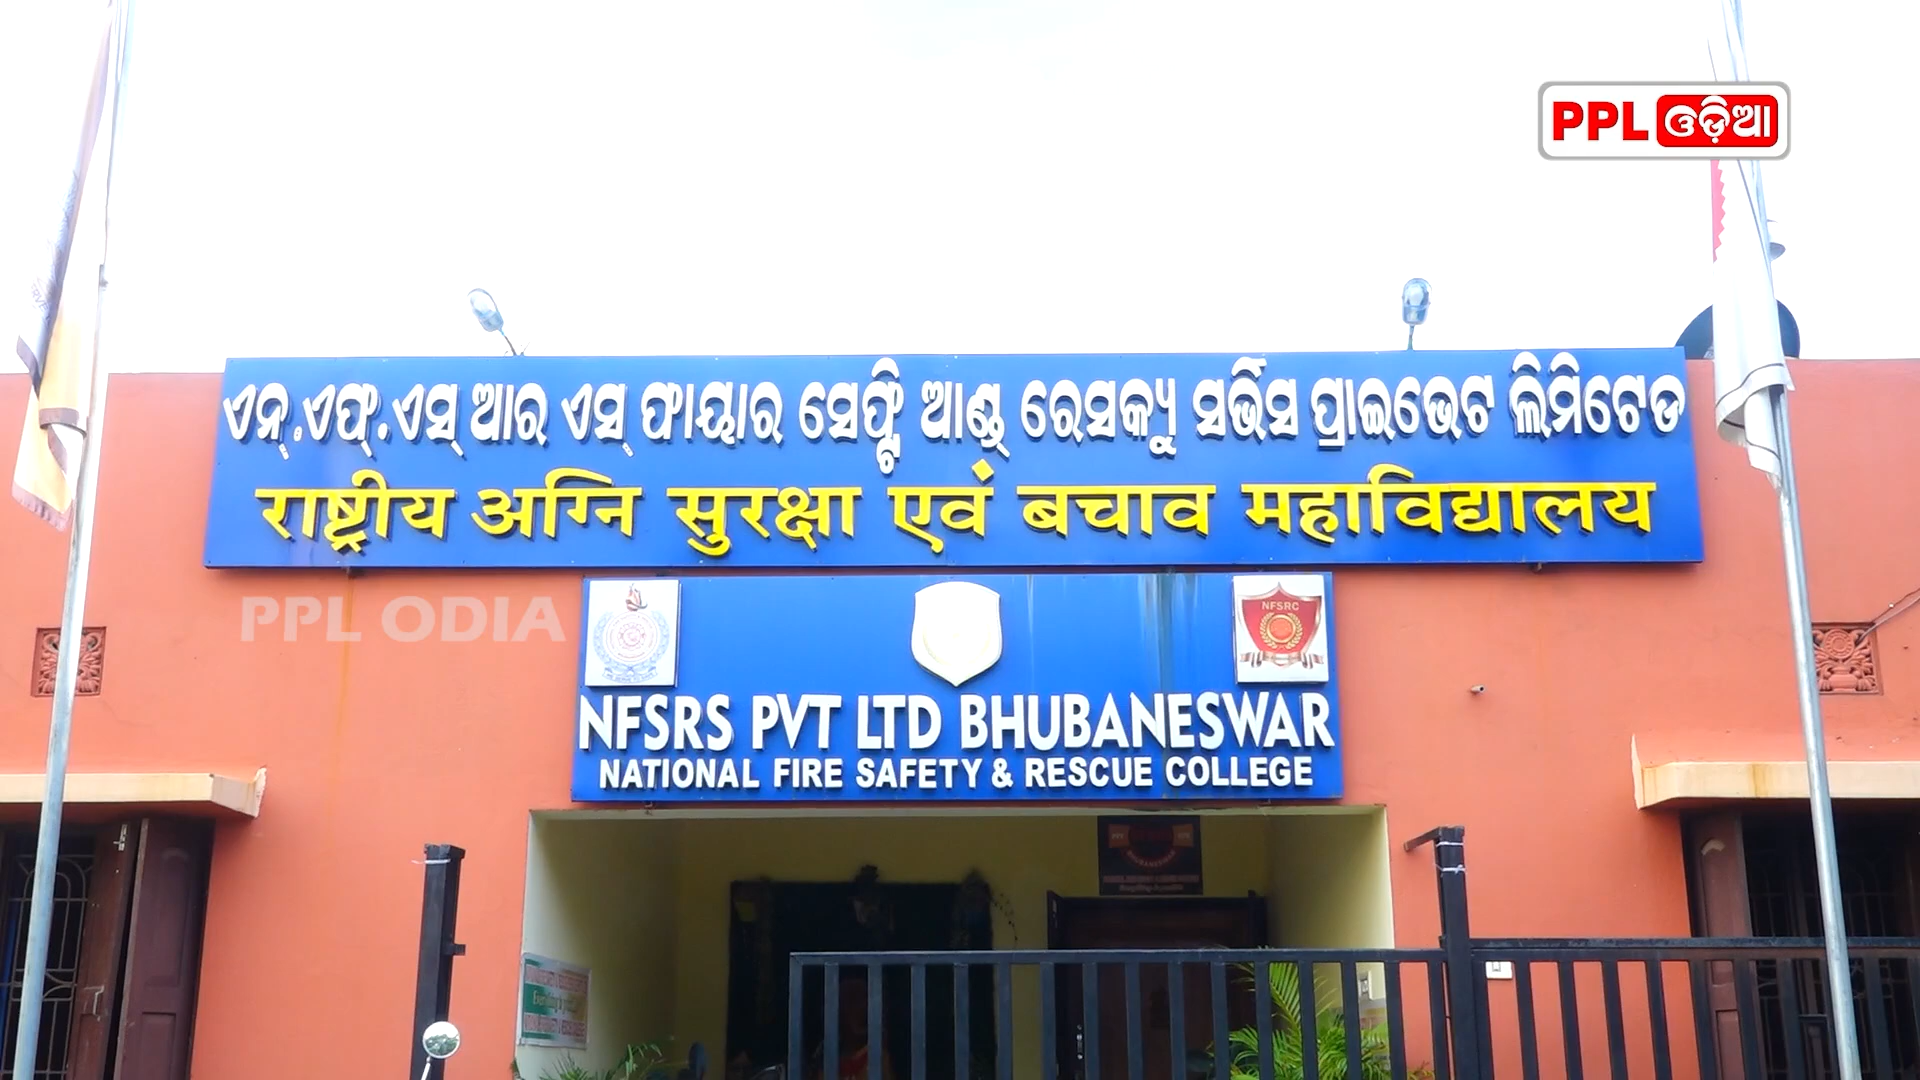 PPL ଓଡ଼ିଆ
ଏନ୍.ଏଫ୍.ଏସ୍ ଆର ଏସ୍ ଫାୟାର ସେଫ୍ଟି ଆଣ୍ଡ୍ ରେସକ୍ୟୁ ସର୍ଭିସ ପ୍ରାଇଭେଟ ଲିମିଟେଡ
राष्ट्रीय अग्नि सुरक्षा एवं बचाव महाविद्यालय
PPL ODIA
NFSRC
NFSRS PVT LTD BHUBANESWAR
NATIONAL FIRE SAFETY & RESCUE COLLEGE
BHUBANESWAR